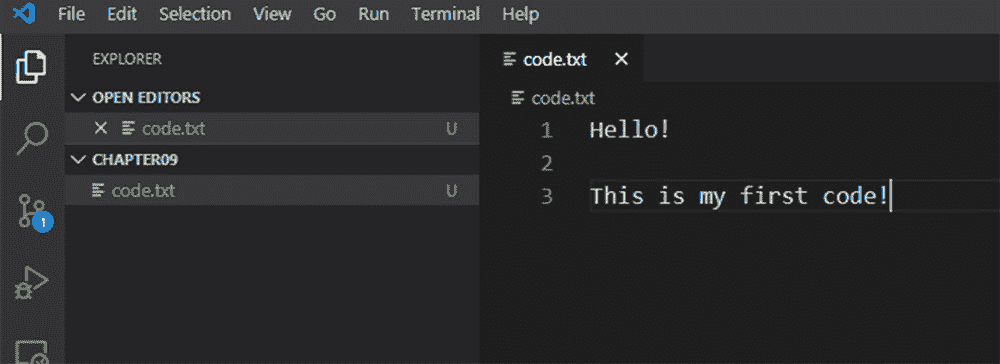 File Edit Selection View Go Run Terminal Help
EXPLORER
OPEN EDITORS
code.txt U
CHAPTER09
code.txt U
1
code.txt
code.txt
1 Hello!
2
3 This is my first code!